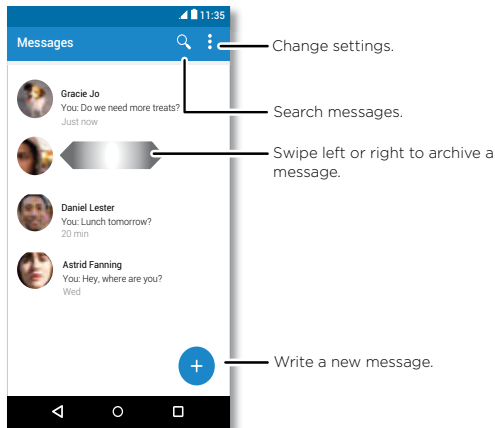 11:35
Messages
Change settings.
Gracie Jo
You: Do we need more treats?
Just now
Search messages.
Swipe left or right to archive a
message.
Daniel Lester
You: Lunch tomorrow?
20 min
Astrid Fanning
You: Hey, where are you?
Wed
Write a new message.